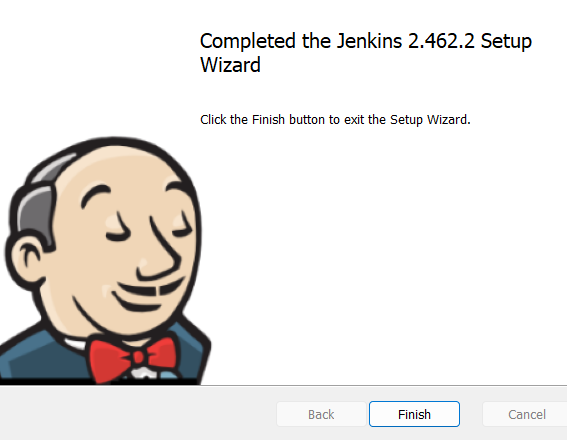 Completed the Jenkins 2.462.2 Setup
Wizard
Click the Finish button to exit the Setup Wizard.
Back
Finish
Cancel